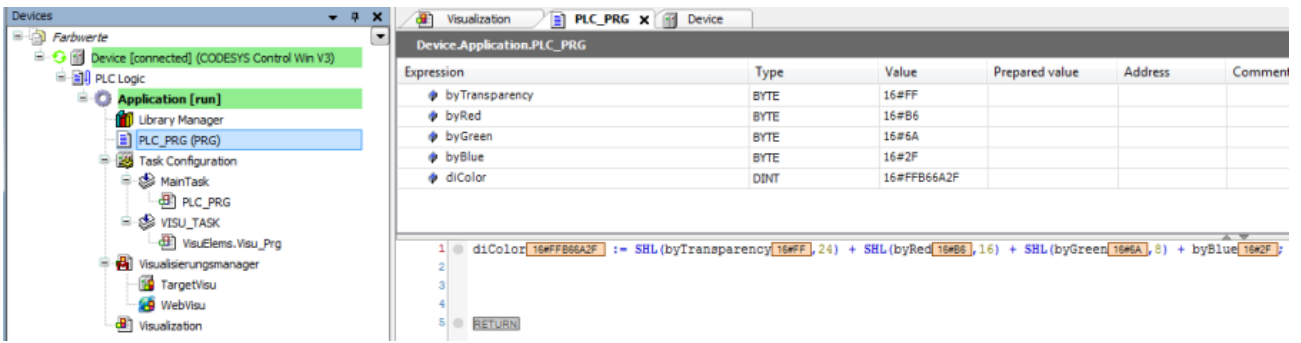 Devices
Farbwerte
Device [connected] (CODESYS Control Win V3)
PLC Logic
Application [run]
Library Manager
PLC_PRG (PRG)
Task Configuration
MainTask
PLC_PRG
VISU_TASK
VisuElems.Visu_Prg
Visualisierungsmanager
TargetVisu
WebVisu
Visualization
Visualization PLC_PRG Device
Device.Application.PLC_PRG
Expression Type Value Prepared value Address Comment
byTransparency BYTE 16#FF
byRed BYTE 16#B6
byGreen BYTE 16#6A
byBlue BYTE 16#2F
diColor DINT 16#FFB66A2F
1 diColor 16#FFB66A2F := SHL(byTransparency 16#FF ,24) + SHL(byRed 16#B6 ,16) + SHL(byGreen 16#6A ,8) + byBlue 16#2F ;
2
3
4
5 RETURN